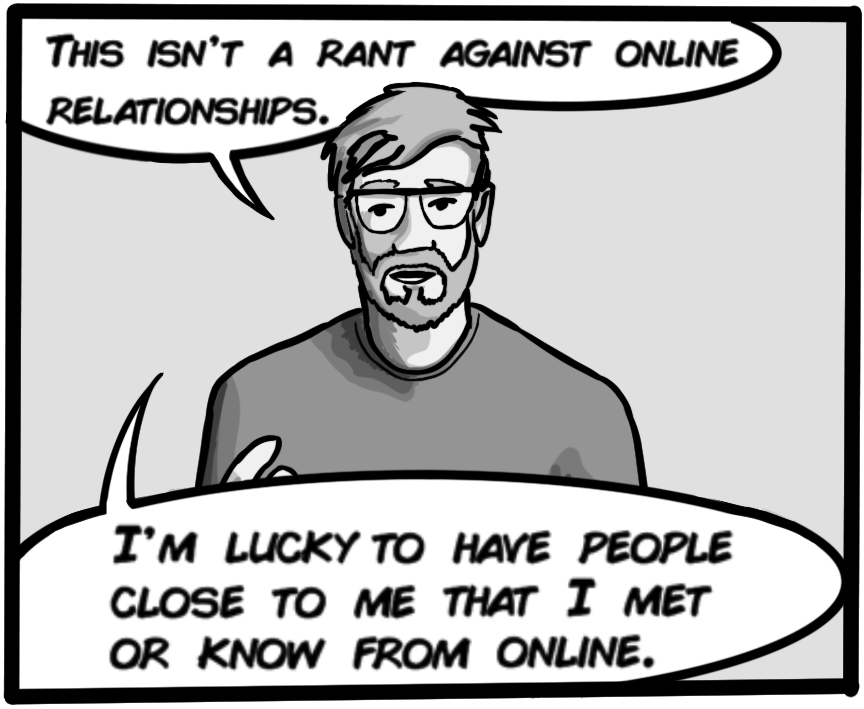 This isn't a rant against online
relationships.
I'm lucky to have people
close to me that I met
or know from online.